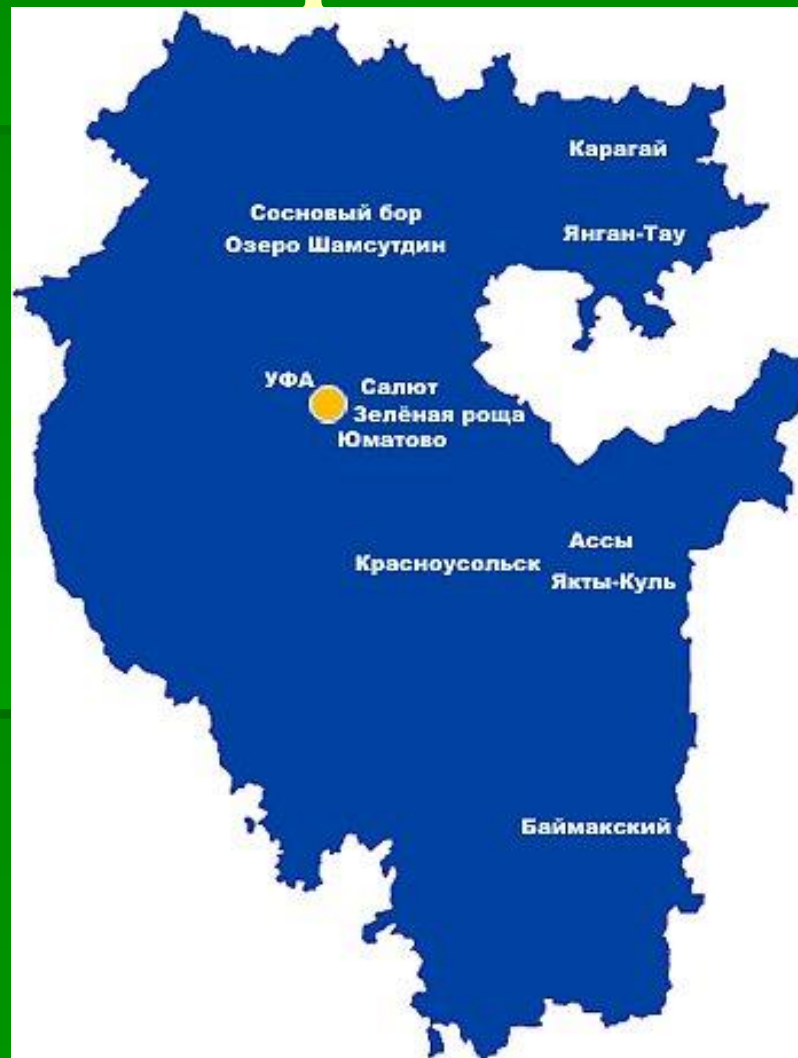 Карагай
Сосновый бор
Янган-Тау
Озеро Шамсутдин
УФА
Салют
Зелёная роща
Юматово
Ассы
Красноусольск
Якты-Куль
Баймакский